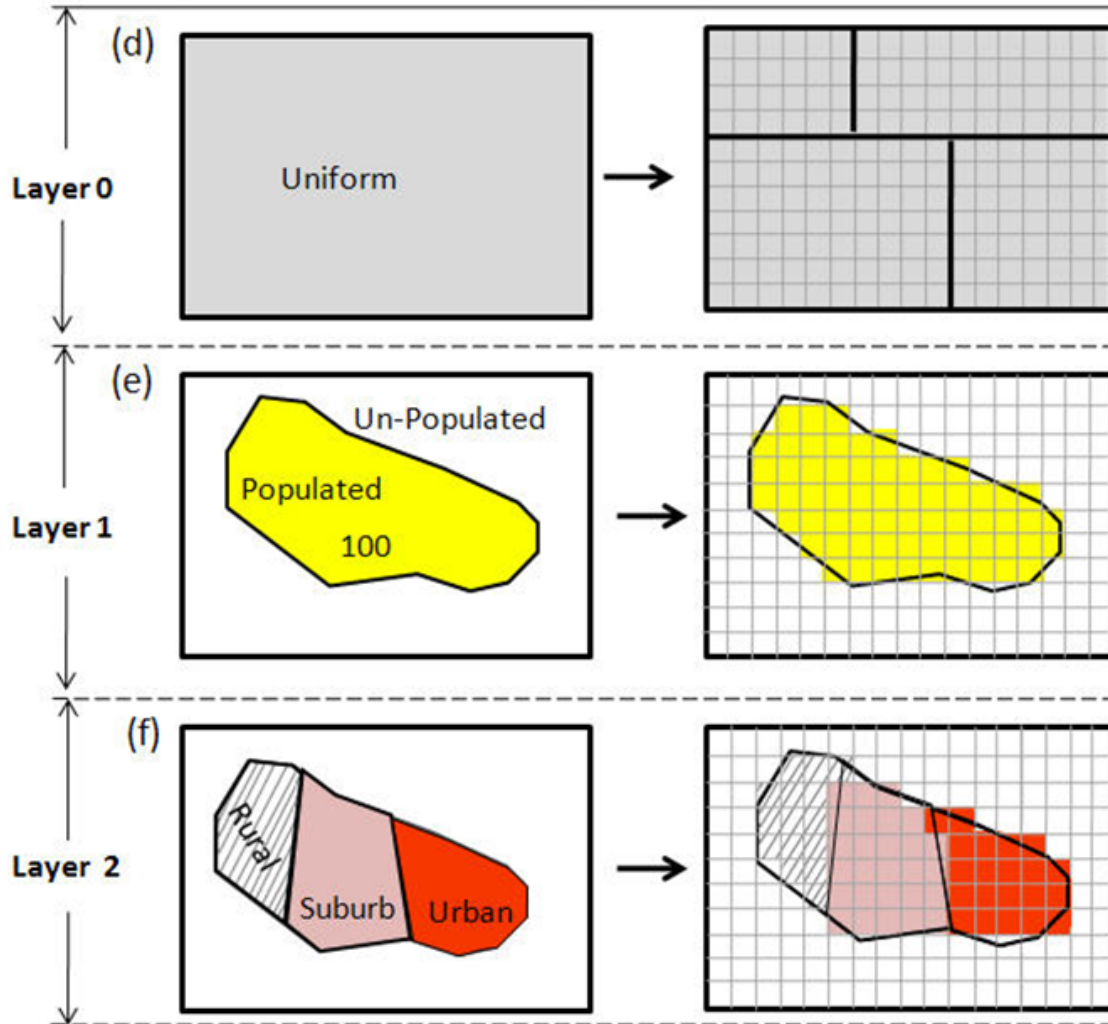 (d)
Uniform
Layer 0
(e)
Un-Populated
Populated
100
Layer 1
(f)
Rural
Suburb
Urban
Layer 2